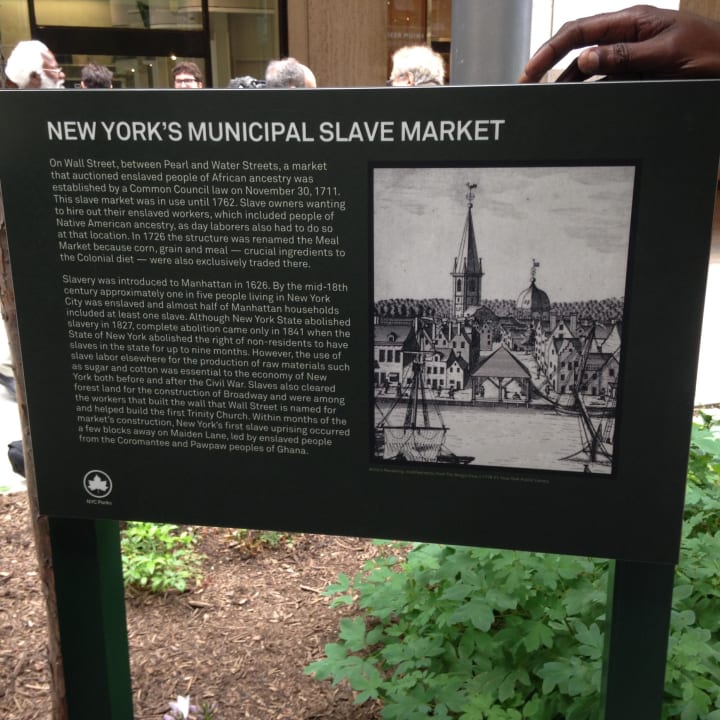 NEW YORK'S MUNICIPAL SLAVE MARKET
On Wall Street, between Pearl and Water Streets, a market
that auctioned enslaved people of African ancestry was
established by a Common Council law on November 30, 1711.
This slave market was in use until 1762. Slave owners wanting
to hire out their enslaved workers, which included people of
Native American ancestry, as day laborers also had to do so
at that location. In 1726 the structure was renamed the Meal
Market because corn, grain and meal — crucial ingredients to
the Colonial diet — were also exclusively traded there.
Slavery was introduced to Manhattan in 1626. By the mid-18th
century approximately one in five people living in New York
City was enslaved and almost half of Manhattan households
included at least one slave. Although New York State abolished
slavery in 1827, complete abolition came only in 1841 when the
State of New York abolished the right of non-residents to have
slaves in the state for up to nine months. However, the use of
slave labor elsewhere for the production of raw materials such
as sugar and cotton was essential to the economy of New
York both before and after the Civil War. Slaves also cleared
forest land for the construction of Broadway and were among
the workers that built the wall that Wall Street is named for
and helped build the first Trinity Church. Within months of the
market's construction, New York's first slave uprising occurred
a few blocks away on Maiden Lane, led by enslaved people
from the Coromantee and Pawpaw peoples of Ghana.
NYC Parks